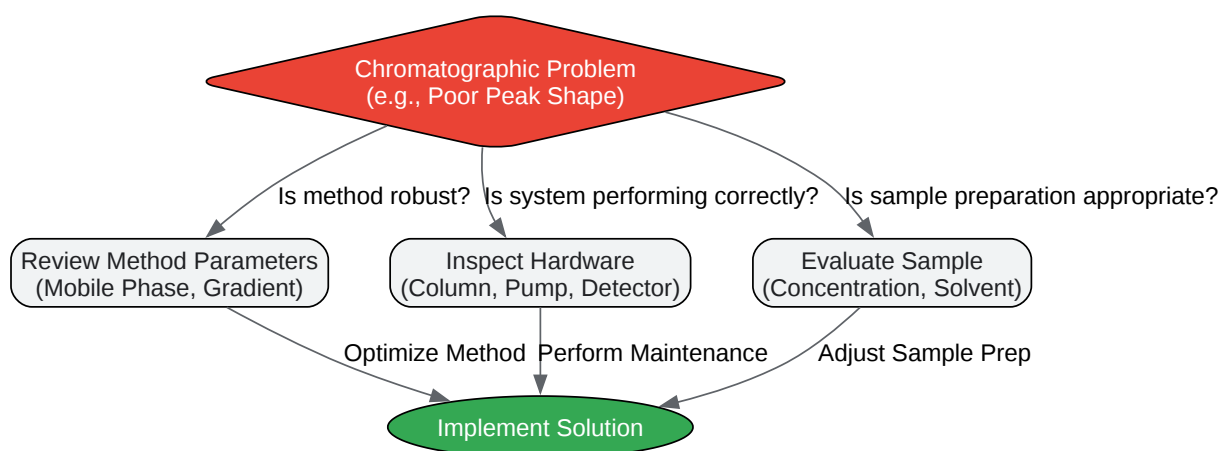 Chromatographic Problem
(e.g., Poor Peak Shape)
Is method robust?
Is system performing correctly?
Is sample preparation appropriate?
Review Method Parameters
(Mobile Phase, Gradient)
Inspect Hardware
(Column, Pump, Detector)
Evaluate Sample
(Concentration, Solvent)
Optimize Method
Perform Maintenance
Adjust Sample Prep
Implement Solution